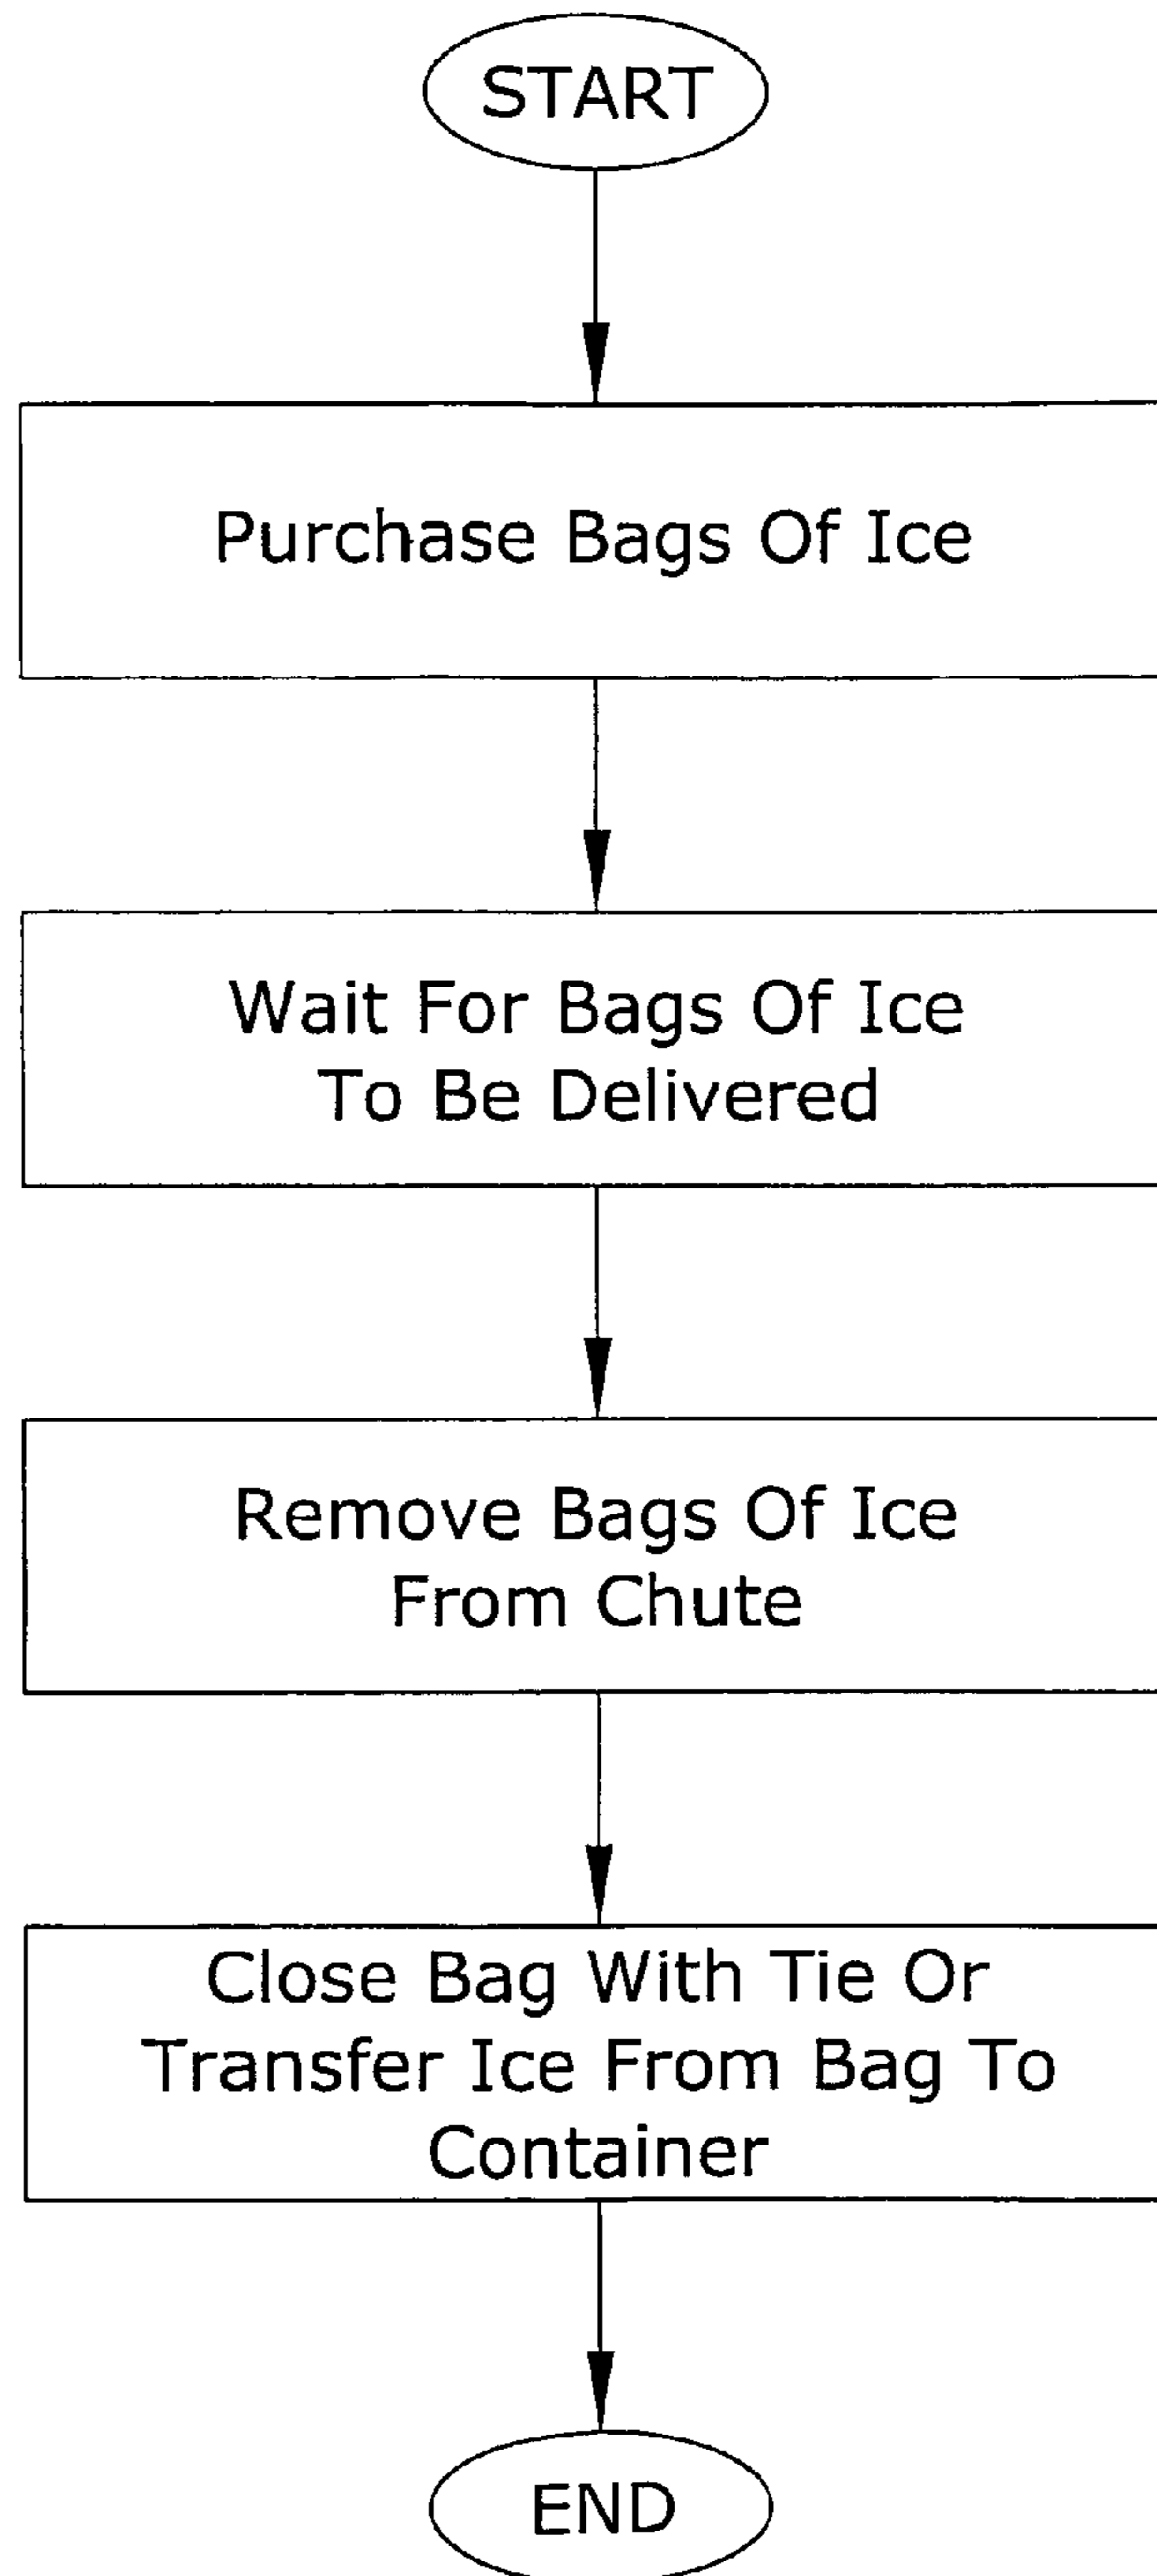 START
Purchase Bags Of Ice
Wait For Bags Of Ice
To Be Delivered
Remove Bags Of Ice
From Chute
Close Bag With Tie Or
Transfer Ice From Bag To
Container
END